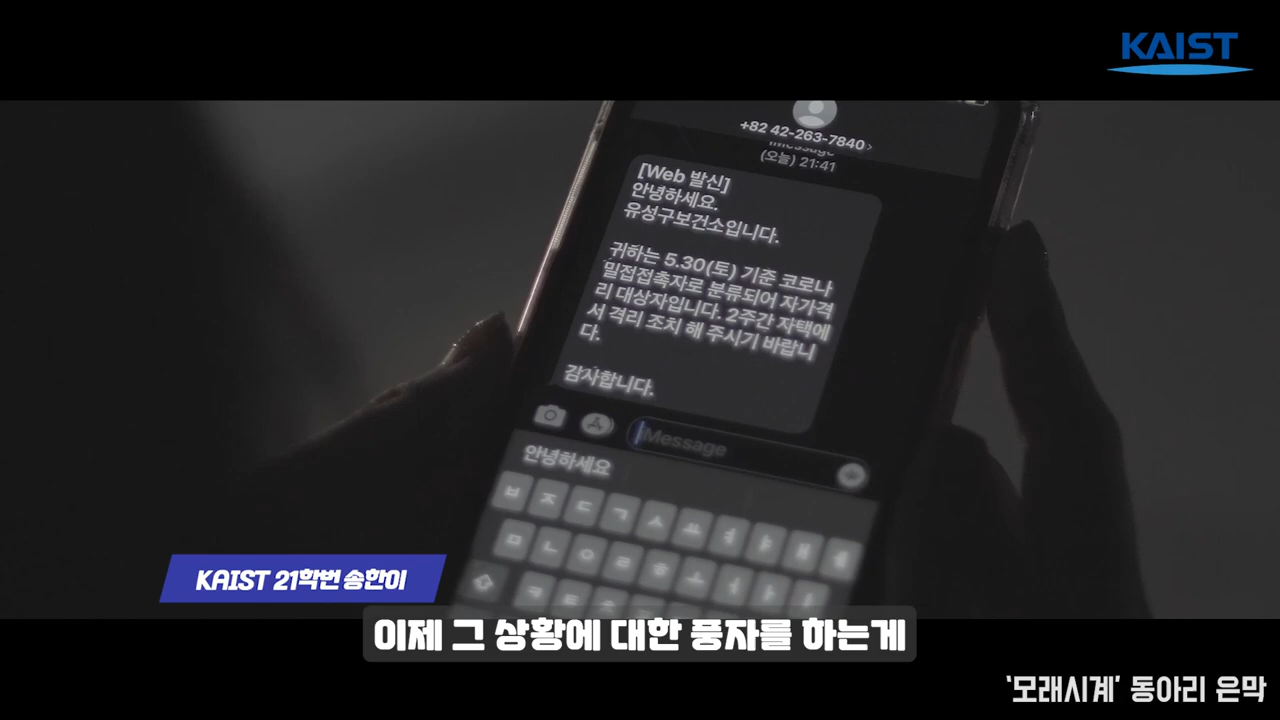 KAIST
+82 42-263-7840
iMessage
(오늘) 21:41
[Web 발신]
안녕하세요.
유성구보건소입니다.
귀하는 5.30(토) 기준 코로나
밀접접촉자로 분류되어 자가격
리 대상자입니다. 2주간 자택에
서 격리 조치 해 주시기 바랍니
다.
감사합니다.
Message
안녕하세요
ㅂ ㅈ ㄷ ㄱ ㅅ ㅛ ㅕ ㅑ ㅐ ㅔ
ㅁ ㄴ ㅇ ㄹ ㅎ ㅗ ㅓ ㅏ ㅣ
ㅋ ㅌ ㅊ
KAIST 21학번 송한이
이제 그 상황에 대한 풍자를 하는게
'모래시계' 동아리 은막